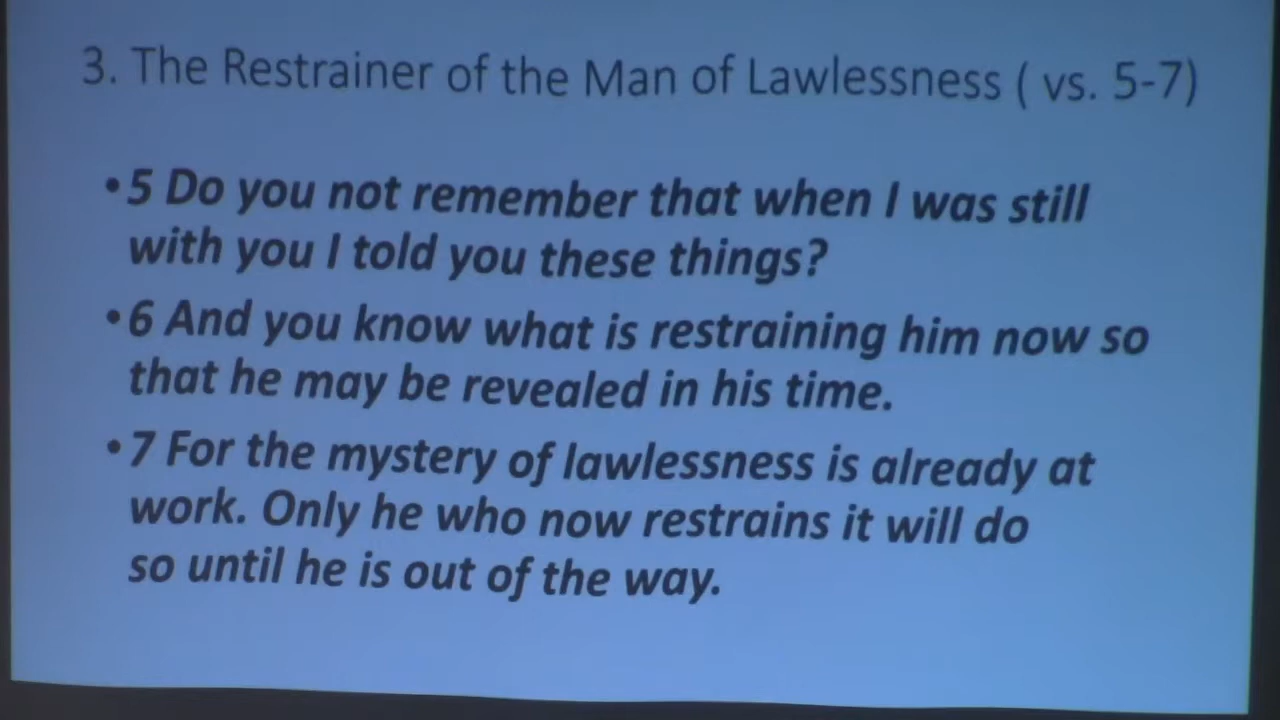 3. The Restrainer of the Man of Lawlessness ( vs. 5-7)
•5 Do you not remember that when I was still
with you I told you these things?
•6 And you know what is restraining him now so
that he may be revealed in his time.
•7 For the mystery of lawlessness is already at
work. Only he who now restrains it will do
so until he is out of the way.